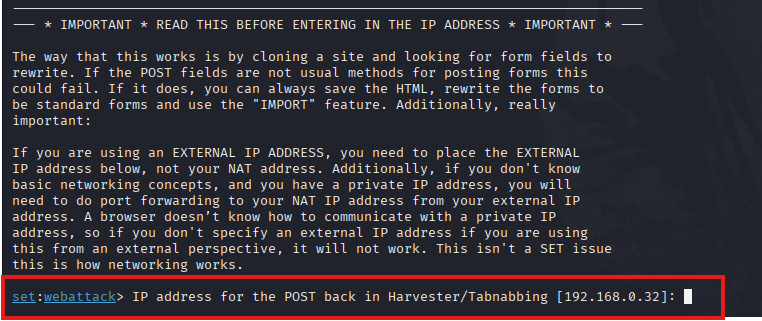 --- * IMPORTANT * READ THIS BEFORE ENTERING IN THE IP ADDRESS * IMPORTANT * ---
The way that this works is by cloning a site and looking for form fields to
rewrite. If the POST fields are not usual methods for posting forms this
could fail. If it does, you can always save the HTML, rewrite the forms to
be standard forms and use the "IMPORT" feature. Additionally, really
important:
If you are using an EXTERNAL IP ADDRESS, you need to place the EXTERNAL
IP address below, not your NAT address. Additionally, if you don't know
basic networking concepts, and you have a private IP address, you will
need to do port forwarding to your NAT IP address from your external IP
address. A browser doesn’t know how to communicate with a private IP
address, so if you don't specify an external IP address if you are using
this from an external perspective, it will not work. This isn't a SET issue
this is how networking works.
set:webattack> IP address for the POST back in Harvester/Tabnabbing [192.168.0.32]: